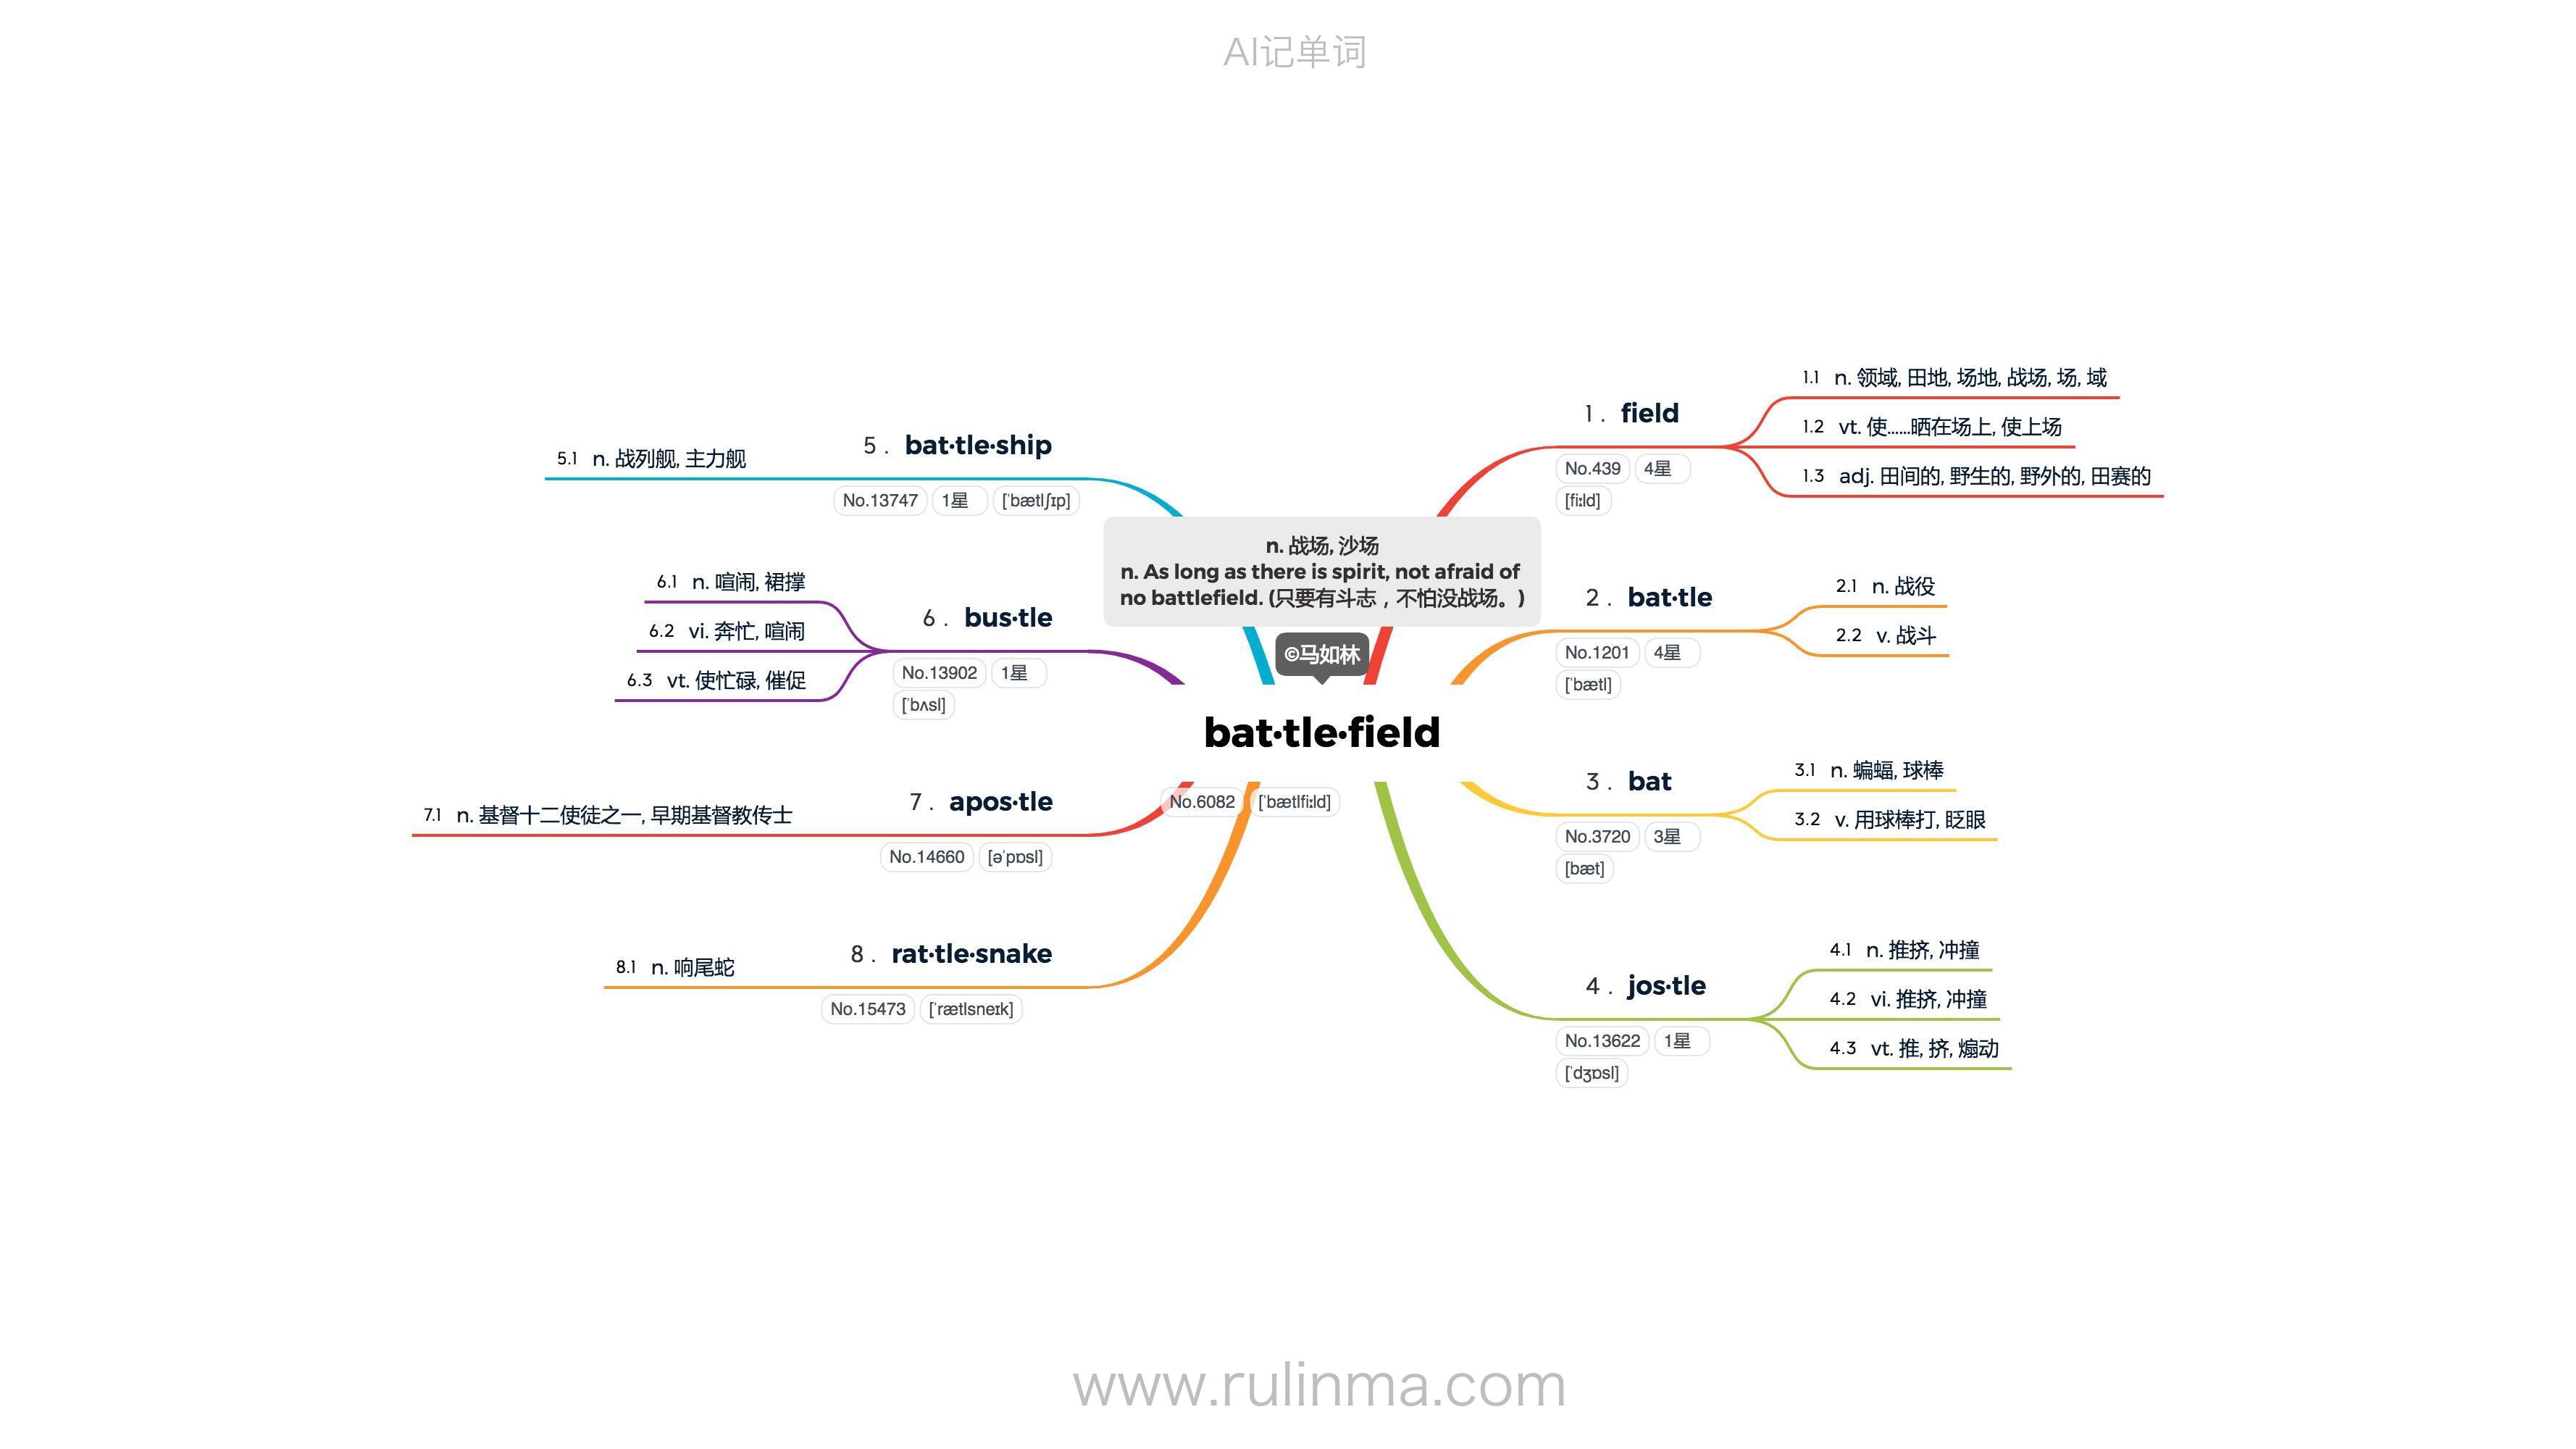 AI记单词
n. 战场, 沙场
n. As long as there is spirit, not afraid of
no battlefield. (只要有斗志，不怕没战场。)
©马如林
bat·tle·field
No.6082 [ˈbætlfiːld]
1 . field
No.439 4星
[fiːld]
1.1 n. 领域, 田地, 场地, 战场, 场, 域
1.2 vt. 使......晒在场上, 使上场
1.3 adj. 田间的, 野生的, 野外的, 田赛的
2 . bat·tle
No.1201 4星
[ˈbætl]
2.1 n. 战役
2.2 v. 战斗
3 . bat
No.3720 3星
[bæt]
3.1 n. 蝙蝠, 球棒
3.2 v. 用球棒打, 眨眼
4 . jos·tle
No.13622 1星
[ˈdʒɒsl]
4.1 n. 推挤, 冲撞
4.2 vi. 推挤, 冲撞
4.3 vt. 推, 挤, 煽动
5 . bat·tle·ship
No.13747 1星 [ˈbætlʃɪp]
5.1 n. 战列舰, 主力舰
6 . bus·tle
No.13902 1星
[ˈbʌsl]
6.1 n. 喧闹, 裙撑
6.2 vi. 奔忙, 喧闹
6.3 vt. 使忙碌, 催促
7 . apos·tle
No.14660 [əˈpɒsl]
7.1 n. 基督十二使徒之一, 早期基督教传士
8 . rat·tle·snake
No.15473 [ˈrætlsneɪk]
8.1 n. 响尾蛇
www.rulinma.com